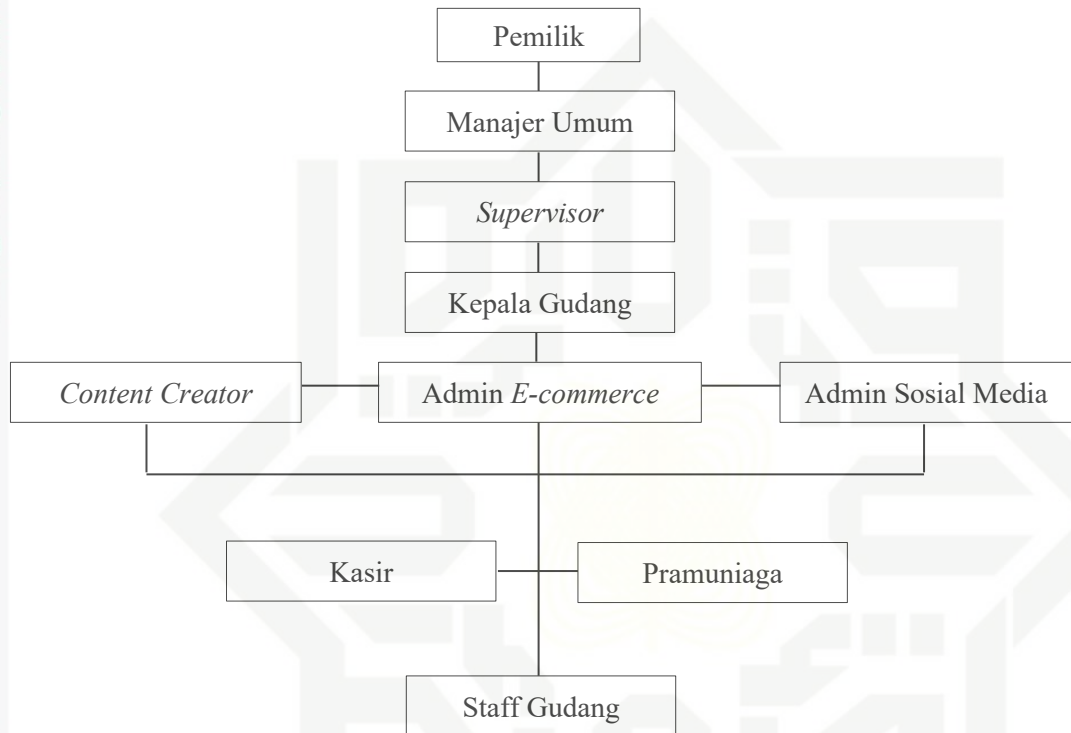 Pemilik
Manajer Umum
Supervisor
Kepala Gudang
Content Creator
Admin E-commerce
Admin Sosial Media
Kasir
Pramuniaga
Staff Gudang